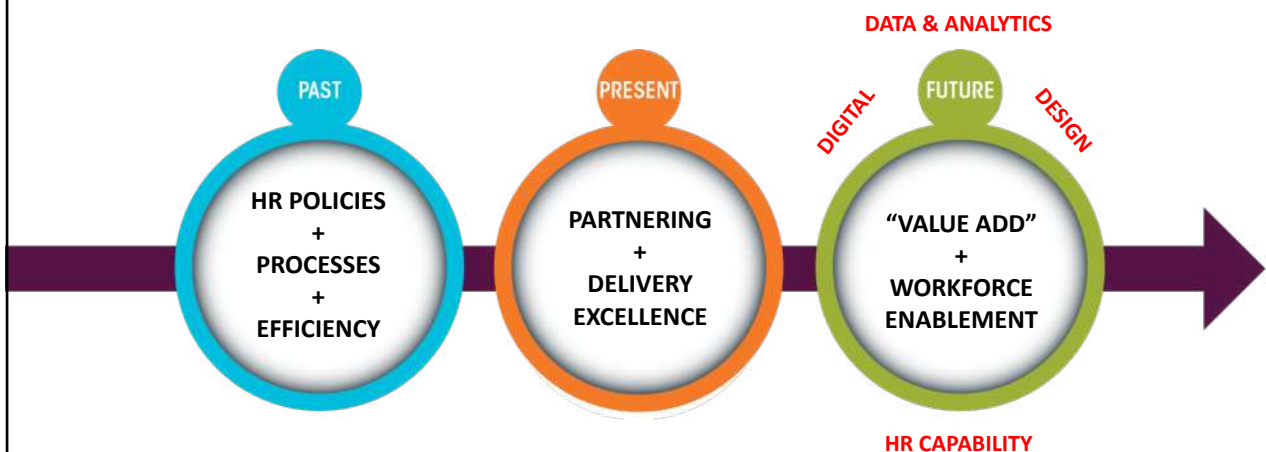 DATA & ANALYTICS
PAST
PRESENT
FUTURE
DIGITAL
DESIGN
HR POLICIES
+
PROCESSES
+
EFFICIENCY
PARTNERING
+
DELIVERY
EXCELLENCE
“VALUE ADD”
+
WORKFORCE
ENABLEMENT
HR CAPABILITY